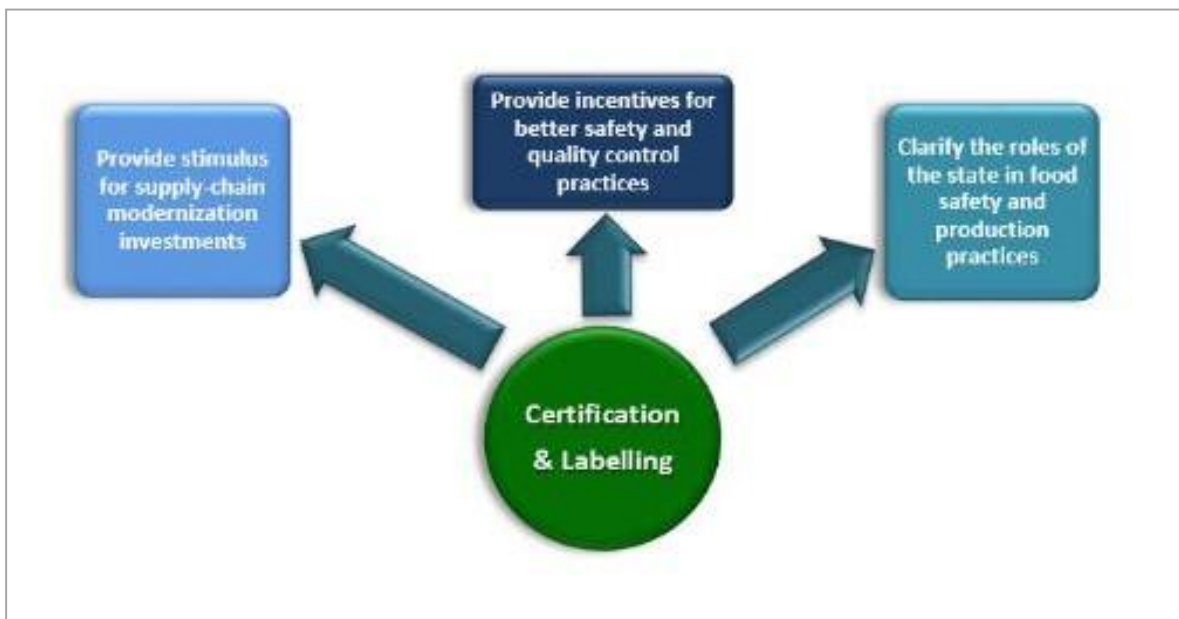 Provide stimulus
for supply-chain
modernization
investments
Provide incentives for
better safety and
quality control
practices
Clarify the roles of
the state in food
safety and
production
practices
Certification
& Labelling